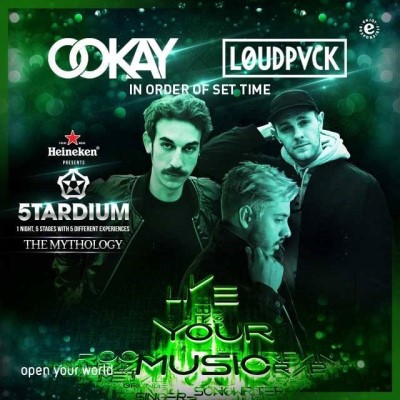 OOKAY
LØUDPVCK
IN ORDER OF SET TIME
Heineken
PRESENTS
5TARDIUM
1 NIGHT, 5 STAGES WITH 5 DIFFERENT EXPERIENCES
THE MYTHOLOGY
LIVE
YOUR
MUSIC
open your world